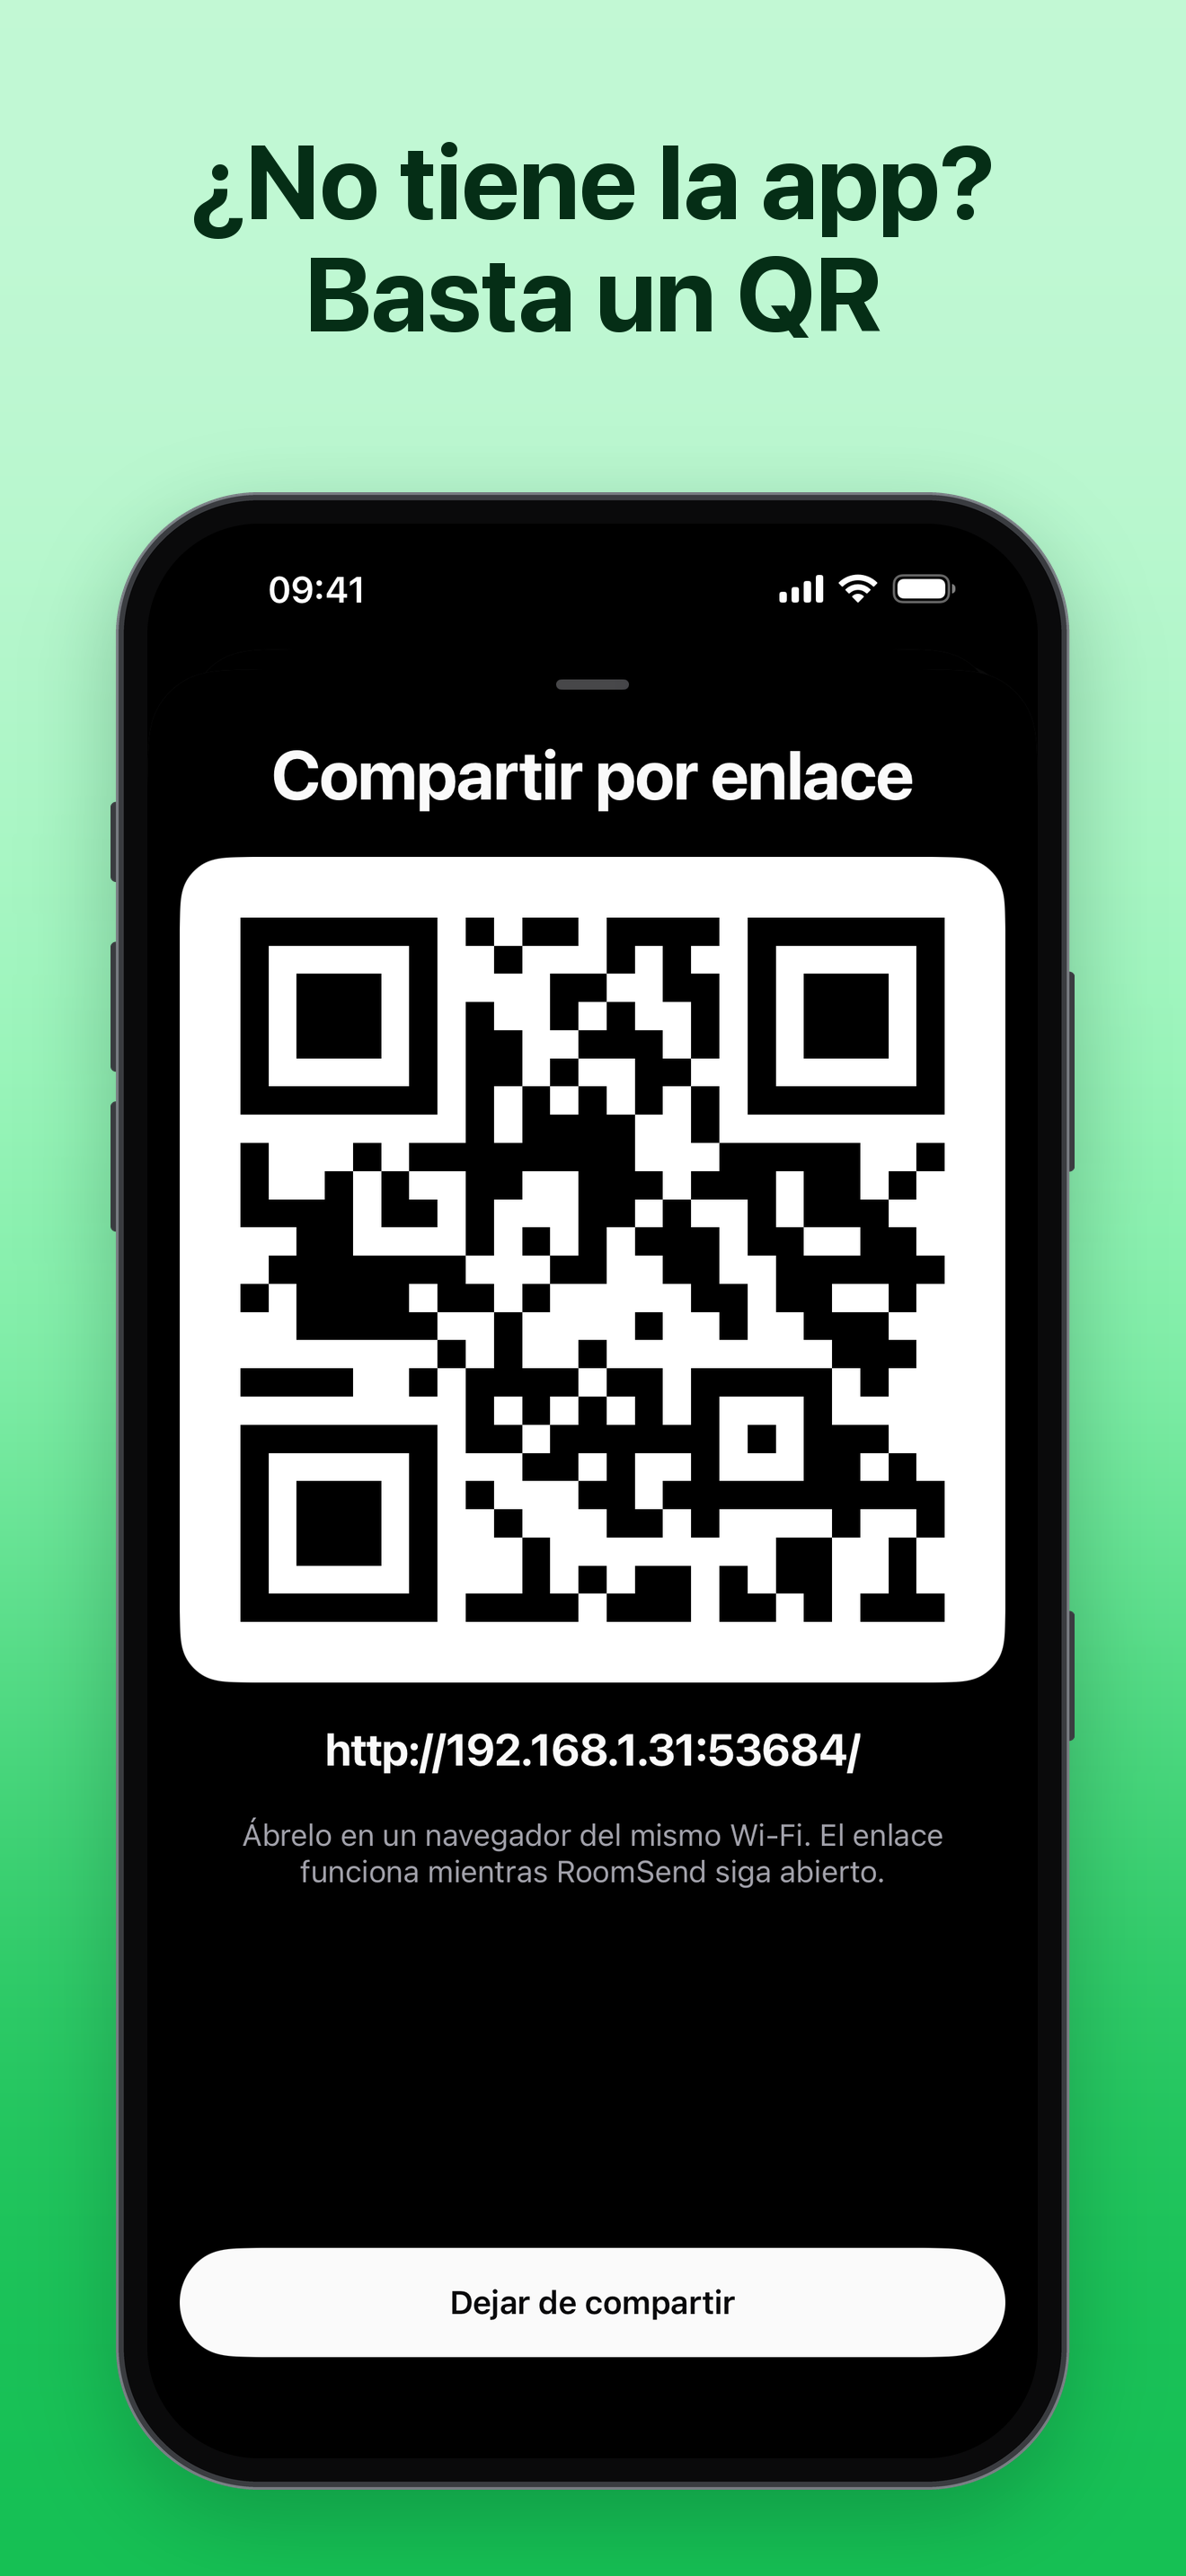 ¿No tiene la app?
Basta un QR
09:41
Compartir por enlace
http://192.168.1.31:53684/
Ábrelo en un navegador del mismo Wi-Fi. El enlace
funciona mientras RoomSend siga abierto.
Dejar de compartir